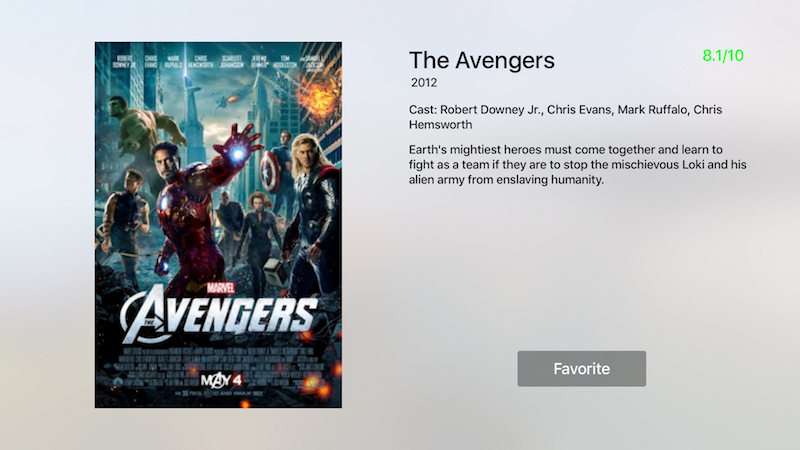 ROBERT DOWNEY JR.
CHRIS EVANS
MARK RUFFALO
CHRIS HEMSWORTH
SCARLETT JOHANSSON
JEREMY RENNER
TOM HIDDLESTON
SAMUEL L. JACKSON
MARVEL
THE AVENGERS
MAY 4
The Avengers
8.1/10
2012
Cast: Robert Downey Jr., Chris Evans, Mark Ruffalo, Chris
Hemsworth
Earth's mightiest heroes must come together and learn to
fight as a team if they are to stop the mischievous Loki and his
alien army from enslaving humanity.
Favorite